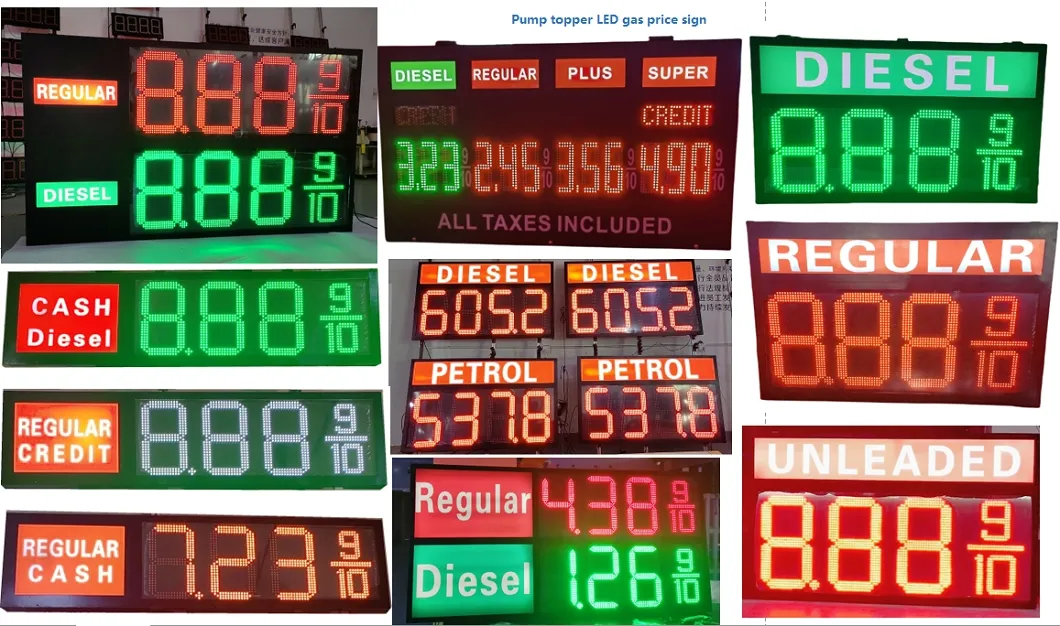 Pump topper LED gas price sign
REGULAR 8.88 9/10
DIESEL 8.88 9/10
DIESEL REGULAR PLUS SUPER
CREDIT
3.23 9/10 2.45 9/10 3.56 9/10 4.90 9/10
ALL TAXES INCLUDED
DIESEL
8.88 9/10
CASH
Diesel
8.88 9/10
DIESEL
605.2
DIESEL
605.2
PETROL
537.8
PETROL
537.8
REGULAR
8.88 9/10
REGULAR
CREDIT
8.88 9/10
REGULAR
CASH
7.23 9/10
Regular 4.38 9/10
Diesel 1.26 9/10
UNLEADED
8.88 9/10